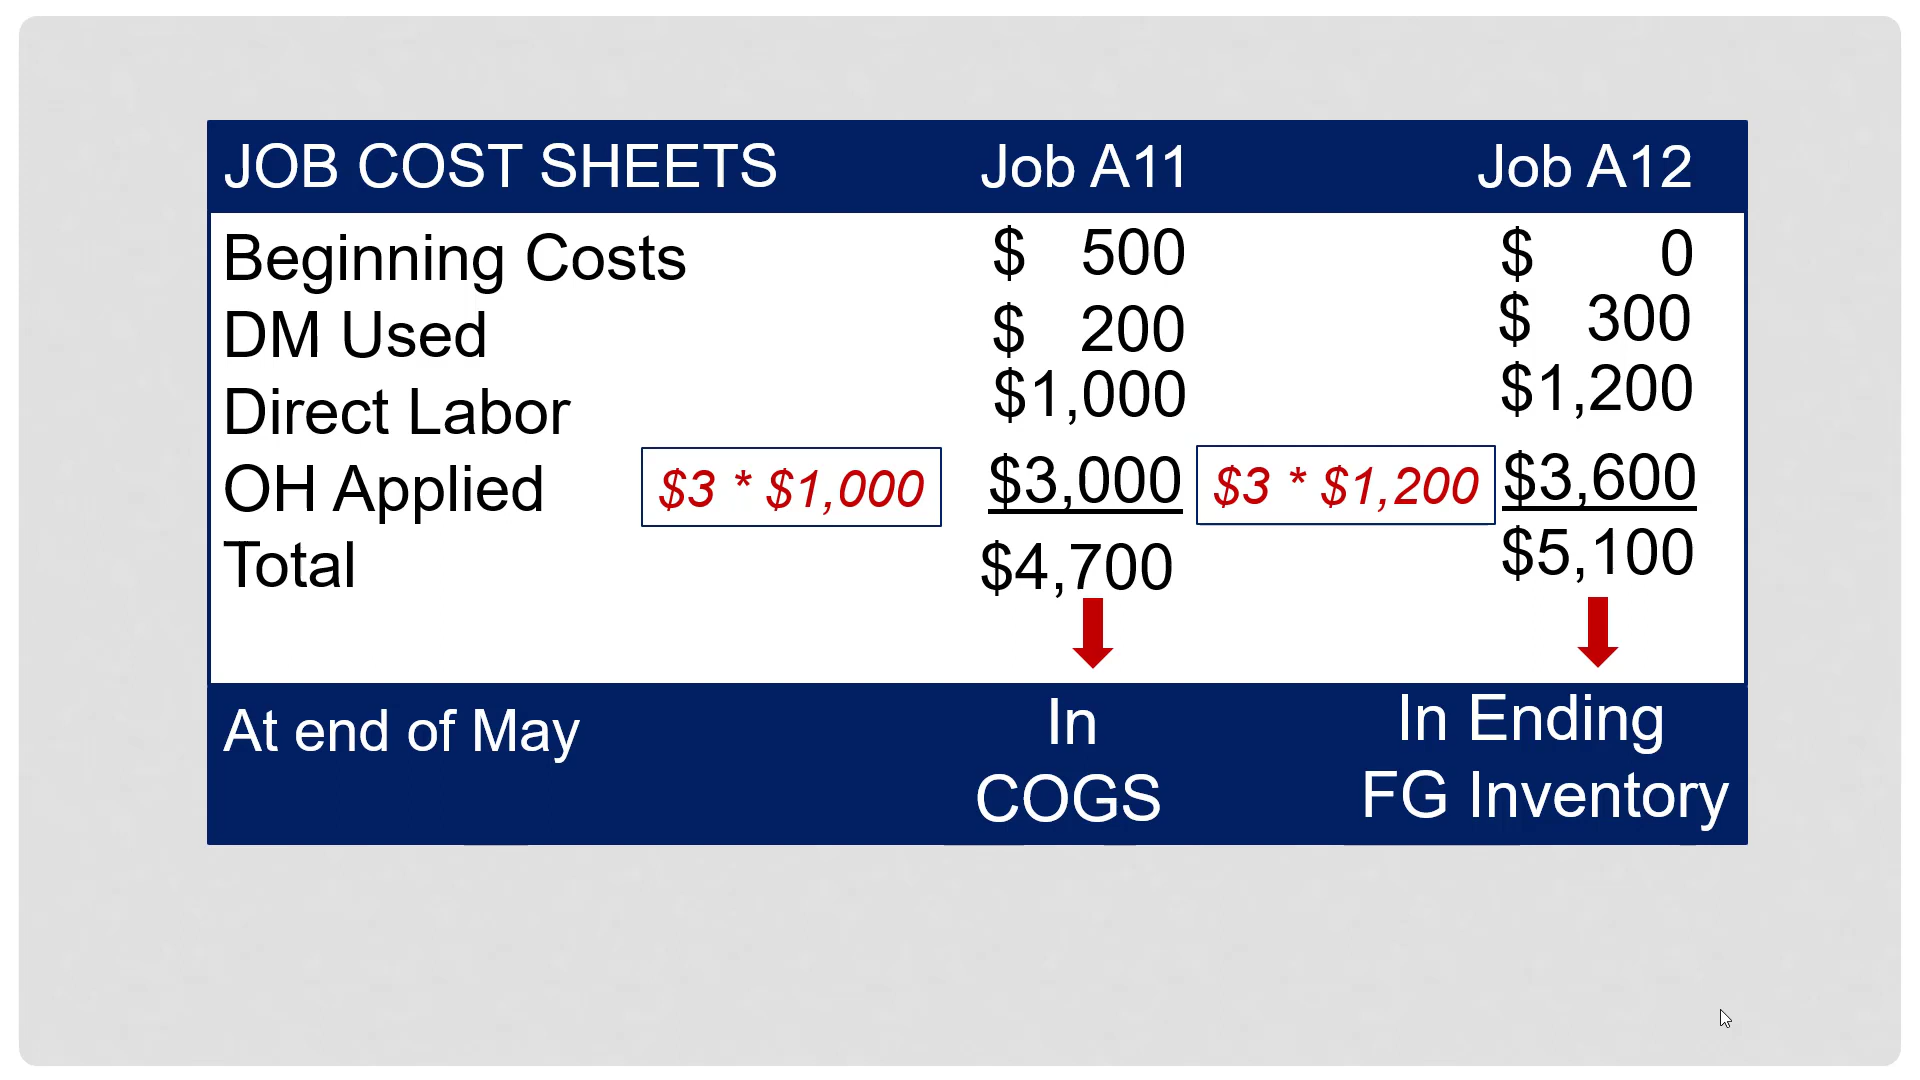 JOB COST SHEETS Job A11 Job A12
Beginning Costs $ 500 $ 0
DM Used $ 200 $ 300
Direct Labor $1,000 $1,200
OH Applied $3 * $1,000 $3,000 $3 * $1,200 $3,600
Total $4,700 $5,100
At end of May In COGS In Ending FG Inventory